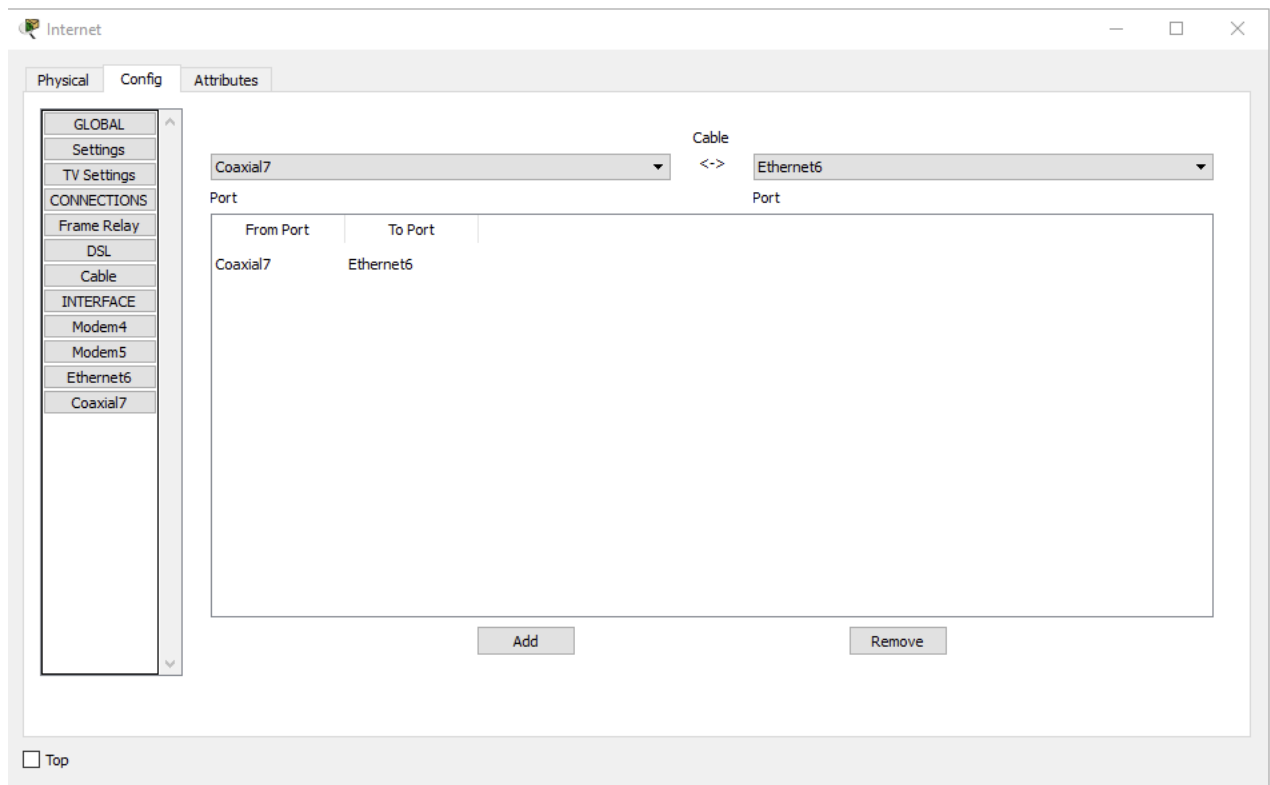 Internet
Physical Config Attributes
GLOBAL
Settings
TV Settings
CONNECTIONS
Frame Relay
DSL
Cable
INTERFACE
Modem4
Modem5
Ethernet6
Coaxial7
Cable
Coaxial7 <-> Ethernet6
Port Port
From Port To Port
Coaxial7 Ethernet6
Add Remove
Top